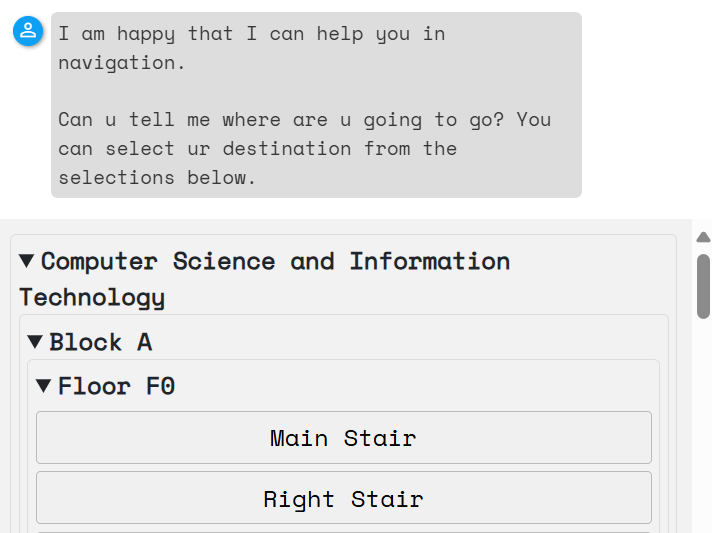 I am happy that I can help you in
navigation.
Can u tell me where are u going to go? You
can select ur destination from the
selections below.
Computer Science and Information
Technology
Block A
Floor F0
Main Stair
Right Stair